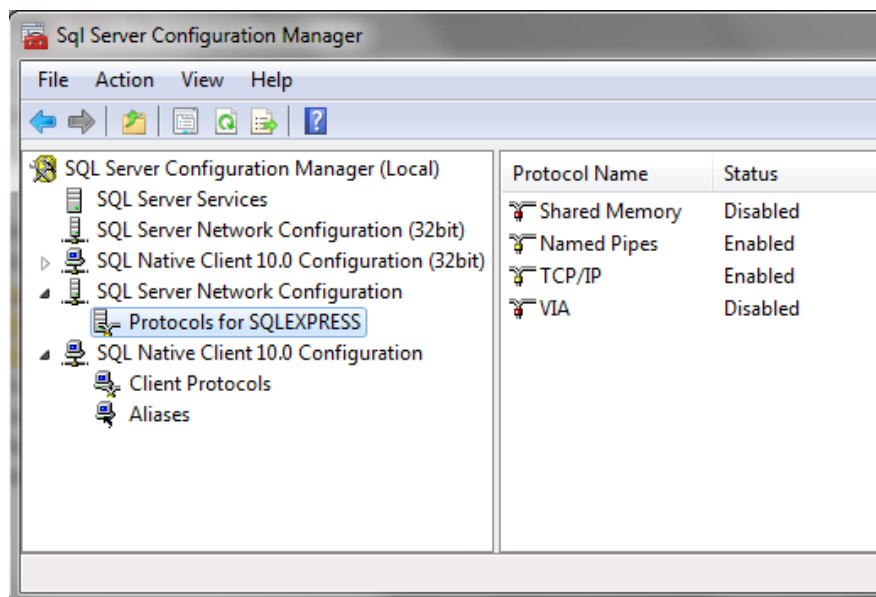 Sql Server Configuration Manager
File Action View Help
SQL Server Configuration Manager (Local)
SQL Server Services
SQL Server Network Configuration (32bit)
SQL Native Client 10.0 Configuration (32bit)
SQL Server Network Configuration
Protocols for SQLEXPRESS
SQL Native Client 10.0 Configuration
Client Protocols
Aliases
Protocol Name Status
Shared Memory Disabled
Named Pipes Enabled
TCP/IP Enabled
VIA Disabled